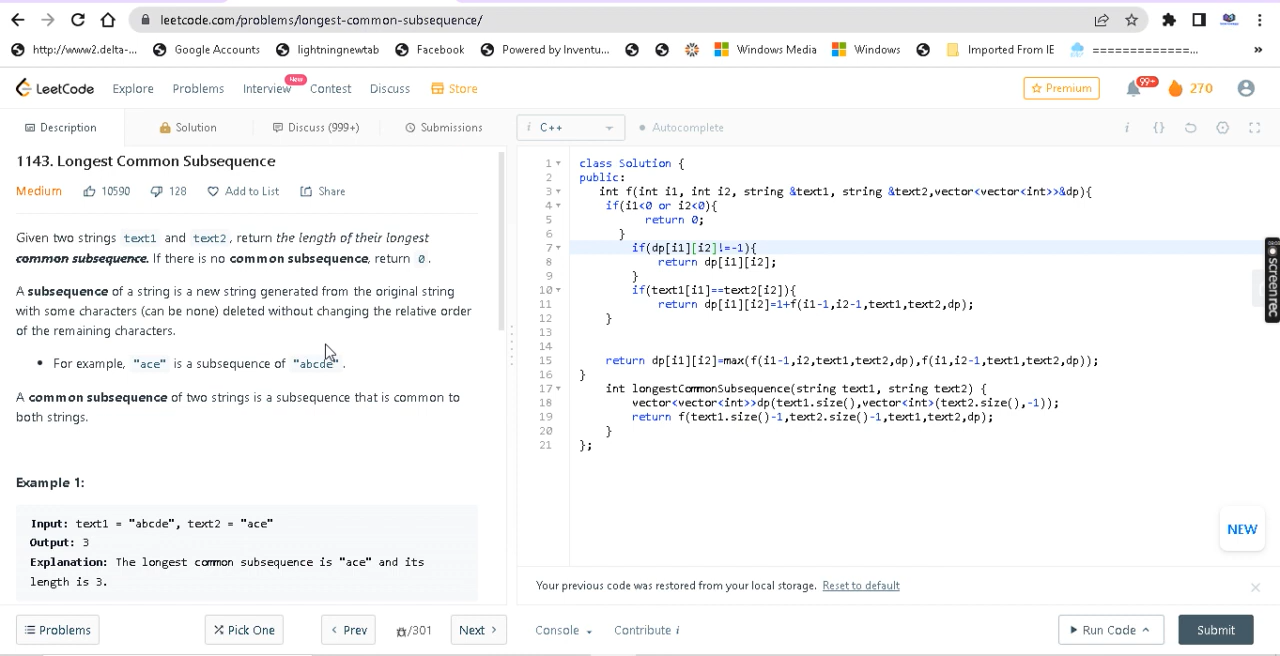 leetcode.com/problems/longest-common-subsequence/
http://www2.delta-... Google Accounts lightningnewtab Facebook Powered by Inventu... Windows Media Windows Imported From IE ============... »
LeetCode Explore Problems Interview New Contest Discuss Store Premium 99+ 270
Description Solution Discuss (999+) Submissions
i C++ Autocomplete i {}
1143. Longest Common Subsequence
Medium 10590 128 Add to List Share
Given two strings text1 and text2, return the length of their longest
common subsequence. If there is no common subsequence, return 0.
A subsequence of a string is a new string generated from the original string
with some characters (can be none) deleted without changing the relative order
of the remaining characters.
• For example, "ace" is a subsequence of "abcde".
A common subsequence of two strings is a subsequence that is common to
both strings.
Example 1:
Input: text1 = "abcde", text2 = "ace"
Output: 3
Explanation: The longest common subsequence is "ace" and its
length is 3.
1 class Solution {
2 public:
3 int f(int i1, int i2, string &text1, string &text2,vector<vector<int>>&dp){
4 if(i1<0 or i2<0){
5 return 0;
6 }
7 if(dp[i1][i2]!=-1){
8 return dp[i1][i2];
9 }
10 if(text1[i1]==text2[i2]){
11 return dp[i1][i2]=1+f(i1-1,i2-1,text1,text2,dp);
12 }
13
14
15 return dp[i1][i2]=max(f(i1-1,i2,text1,text2,dp),f(i1,i2-1,text1,text2,dp));
16 }
17 int longestCommonSubsequence(string text1, string text2) {
18 vector<vector<int>>dp(text1.size(),vector<int>(text2.size(),-1));
19 return f(text1.size()-1,text2.size()-1,text1,text2,dp);
20 }
21 };
screenrec
NEW
Your previous code was restored from your local storage. Reset to default
Problems Pick One Prev /301 Next Console Contribute i Run Code Submit